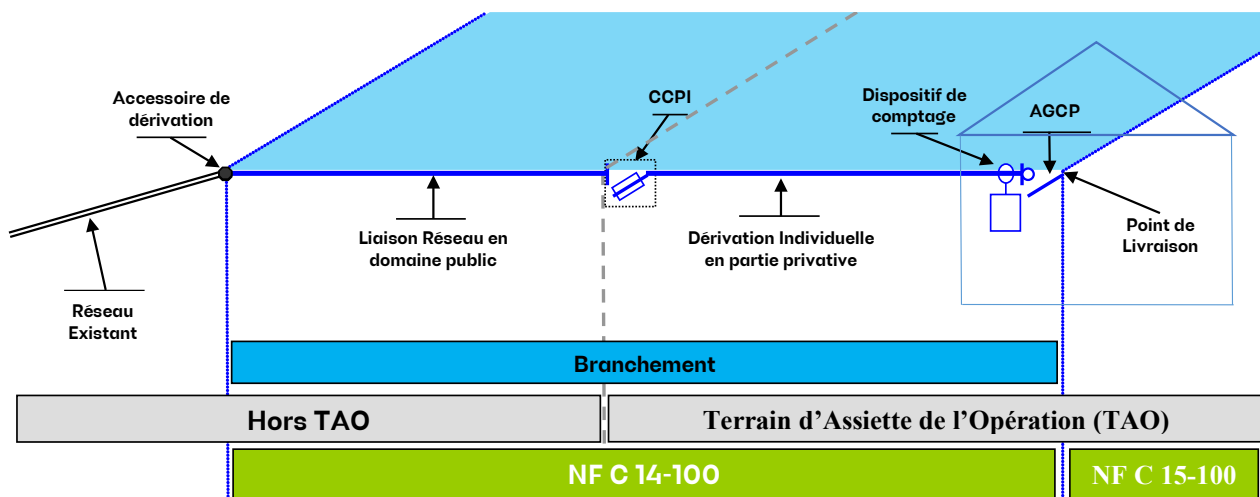 CCPI
Dispositif de
comptage
AGCP
Accessoire de
dérivation
Liaison Réseau en
domaine public
Dérivation Individuelle
en partie privative
Point de
Livraison
Réseau
Existant
Branchement
Hors TAO
Terrain d’Assiette de l’Opération (TAO)
NF C 14-100
NF C 15-100